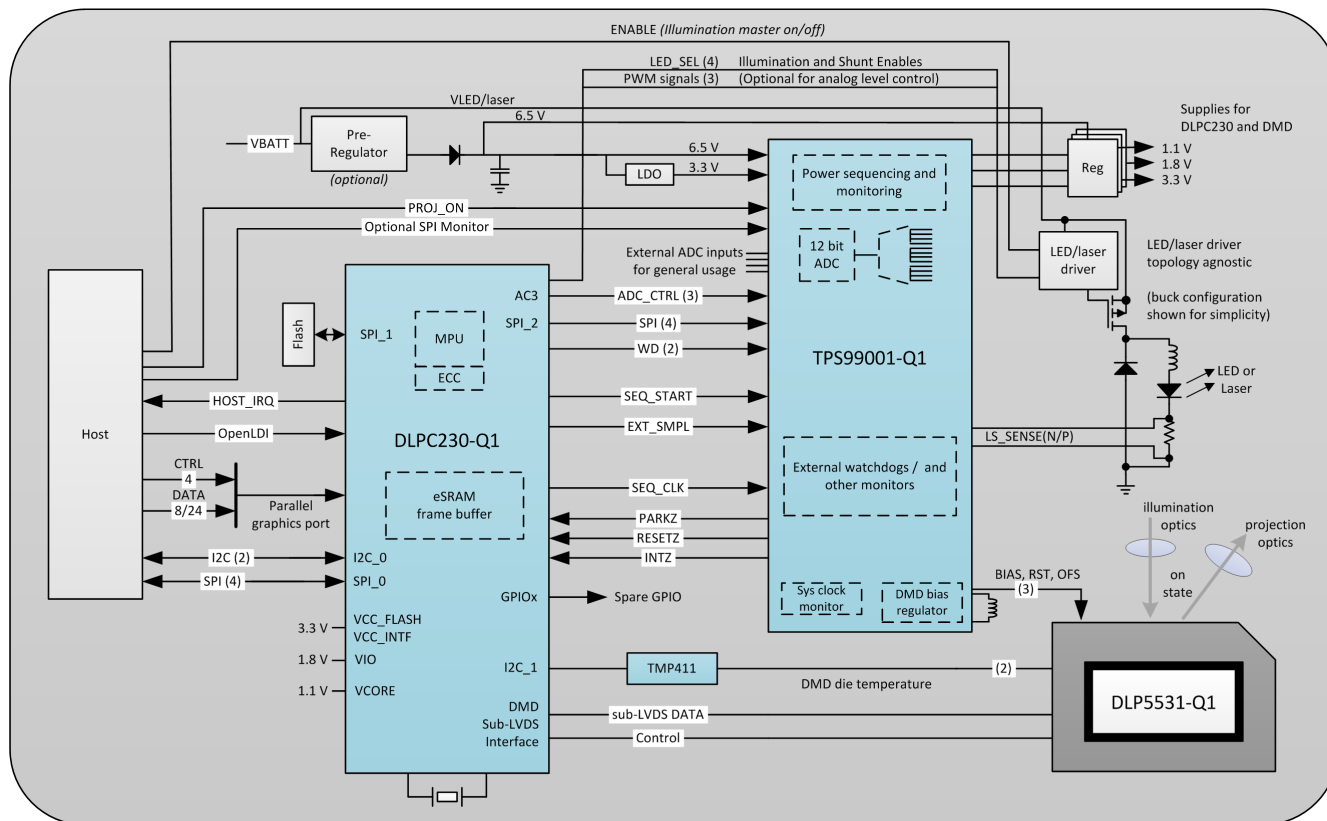 ENABLE (Illumination master on/off)
LED_SEL (4) Illumination and Shunt Enables
PWM signals (3) (Optional for analog level control)
VLED/laser
6.5 V
Supplies for
DLPC230 and DMD
VBATT
Pre-
Regulator
(optional)
6.5 V
LDO
3.3 V
Power sequencing and
monitoring
Reg
1.1 V
1.8 V
3.3 V
PROJ_ON
Optional SPI Monitor
External ADC inputs
for general usage
12 bit
ADC
LED/laser
driver
LED/laser driver
topology agnostic
(buck configuration
shown for simplicity)
AC3
ADC_CTRL (3)
Flash
SPI_1
MPU
ECC
SPI_2
SPI (4)
WD (2)
TPS99001-Q1
LED or
Laser
HOST_IRQ
SEQ_START
Host
OpenLDI
DLPC230-Q1
EXT_SMPL
LS_SENSE(N/P)
CTRL
4
DATA
8/24
Parallel
graphics port
eSRAM
frame buffer
SEQ_CLK
External watchdogs / and
other monitors
PARKZ
RESETZ
INTZ
illumination
optics
projection
optics
on
state
I2C (2)
I2C_0
SPI (4)
SPI_0
GPIOx
Spare GPIO
Sys clock
monitor
DMD bias
regulator
BIAS, RST, OFS
(3)
3.3 V
VCC_FLASH
VCC_INTF
1.8 V
VIO
1.1 V
VCORE
I2C_1
TMP411
(2)
DMD die temperature
DMD
Sub-LVDS
Interface
sub-LVDS DATA
Control
DLP5531-Q1